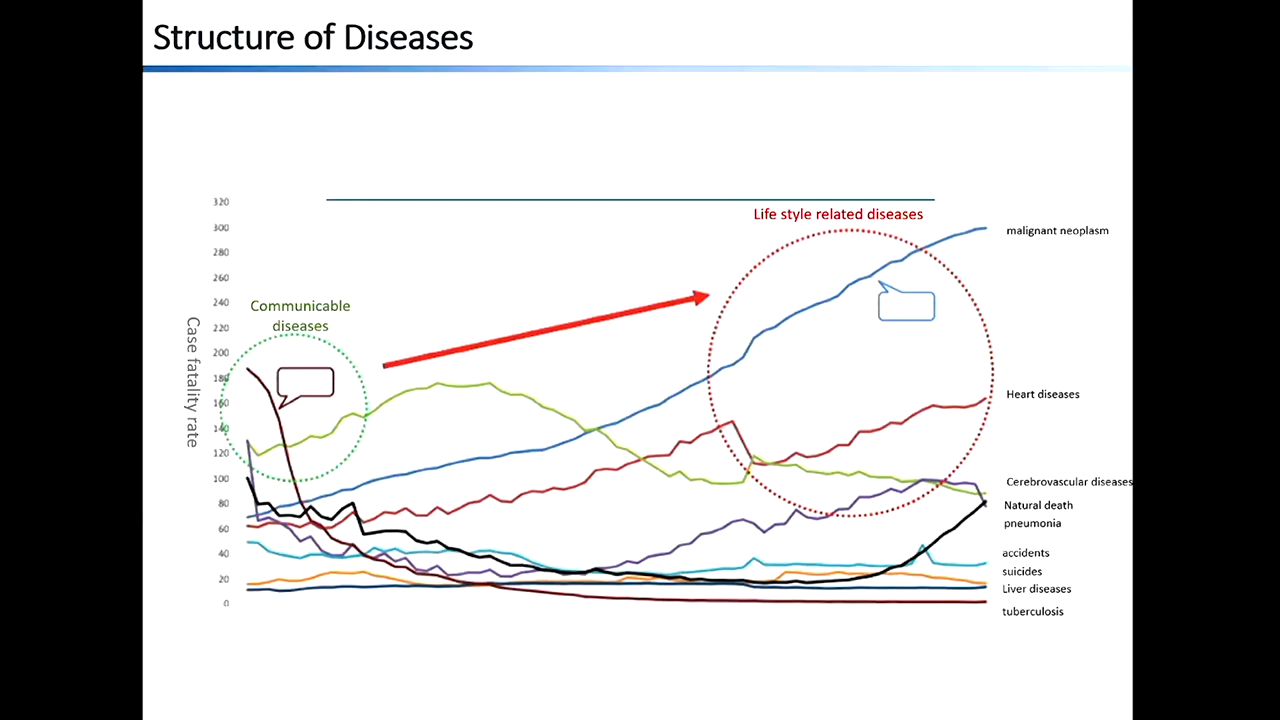 Structure of Diseases
320
300
280
260
240
220
200
180
160
140
120
100
80
60
40
20
0
Case fatality rate
Communicable
diseases
Life style related diseases
malignant neoplasm
Heart diseases
Cerebrovascular diseases
Natural death
pneumonia
accidents
suicides
Liver diseases
tuberculosis